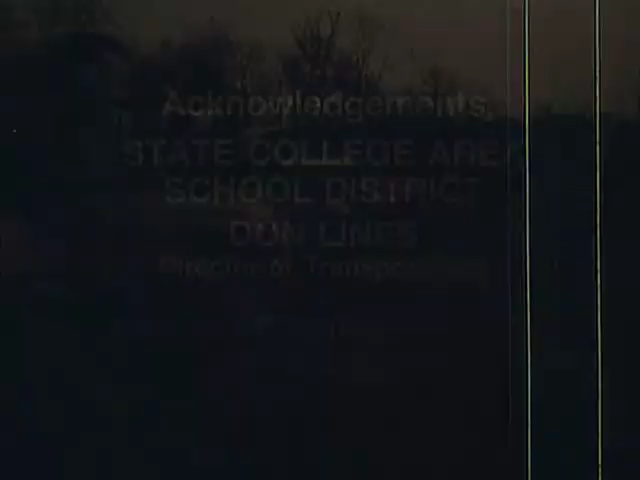 Acknowledgements
STATE COLLEGE AREA
SCHOOL DISTRICT
DON LINES
Director of Transportation